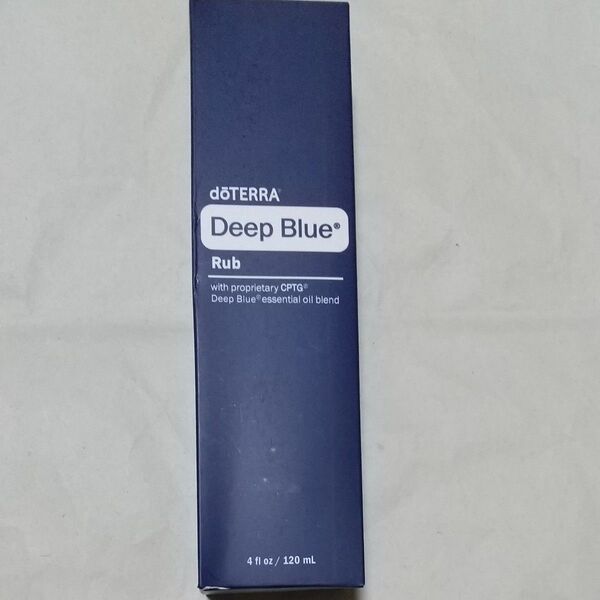 dōTERRA®
Deep Blue®
Rub
with proprietary CPTG®
Deep Blue® essential oil blend
4 fl oz / 120 mL